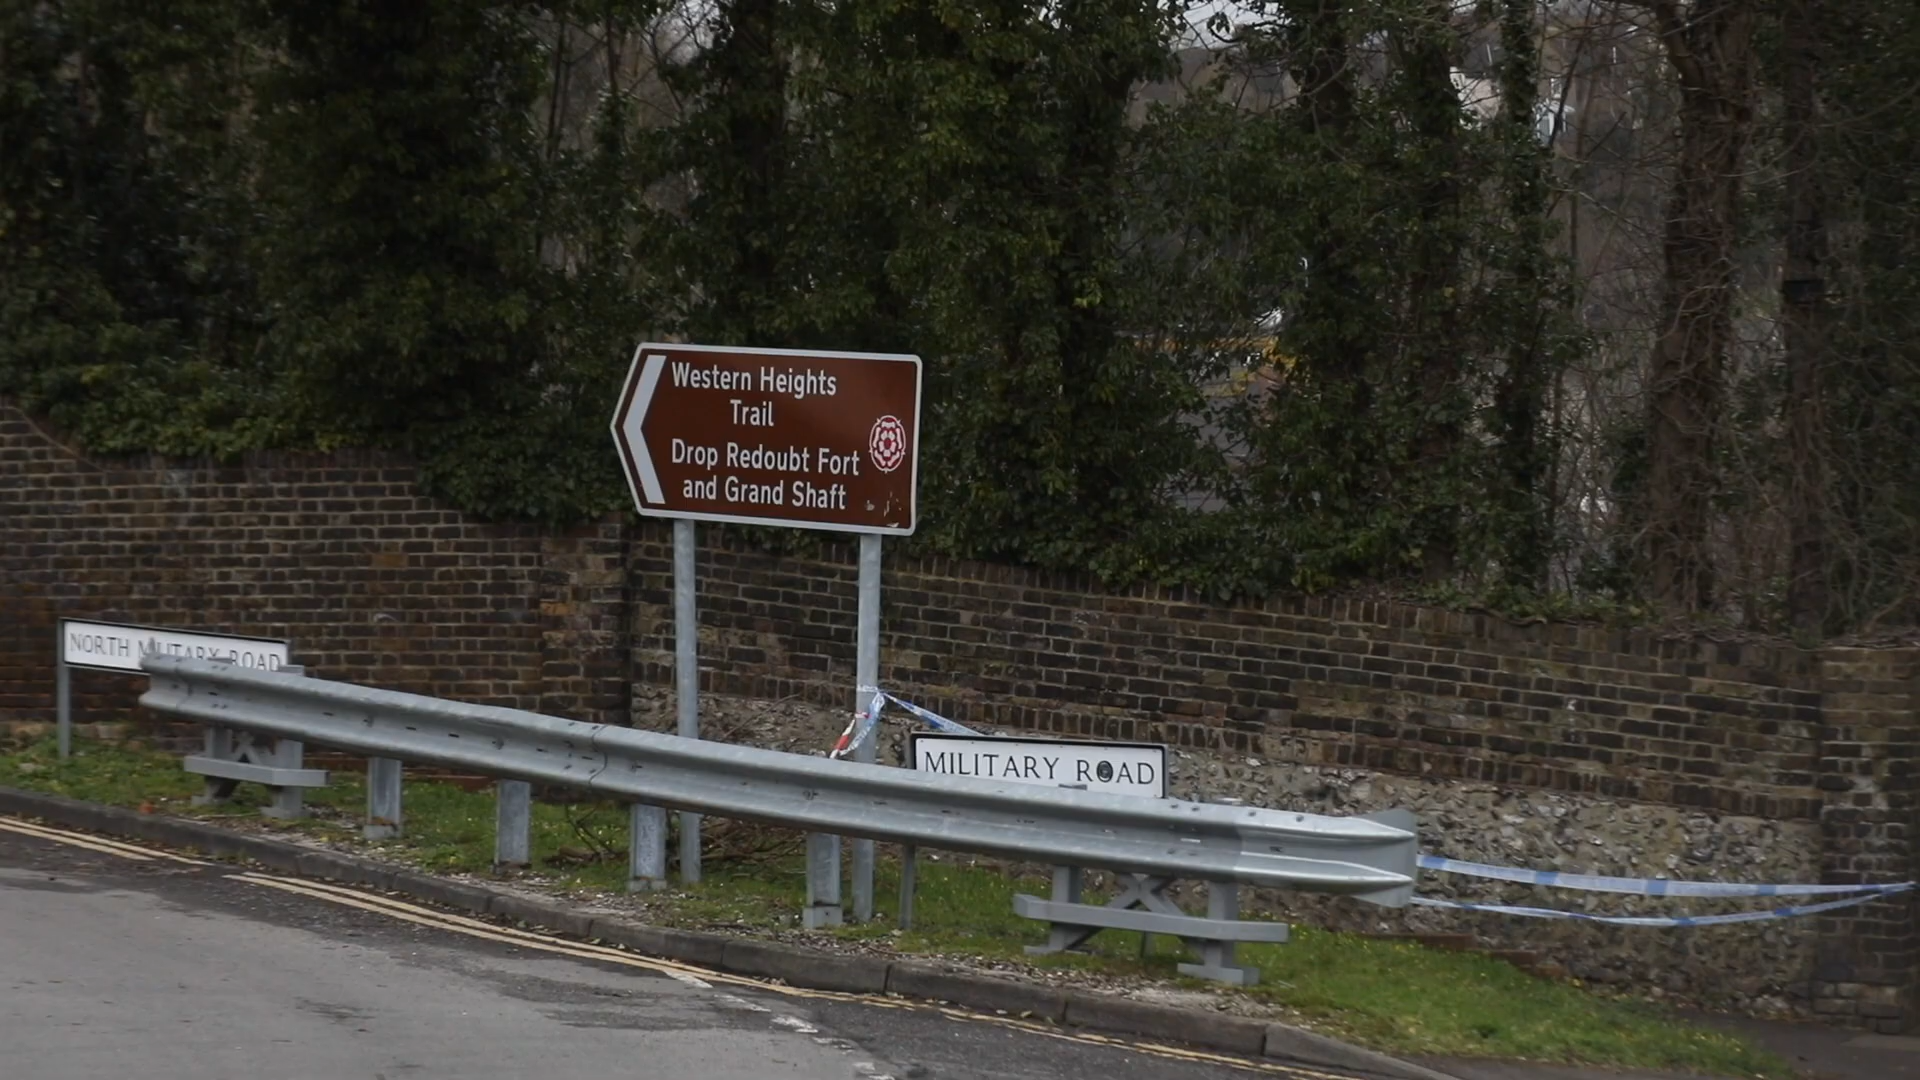 Western Heights
Trail
Drop Redoubt Fort
and Grand Shaft
NORTH MILITARY ROAD
MILITARY ROAD